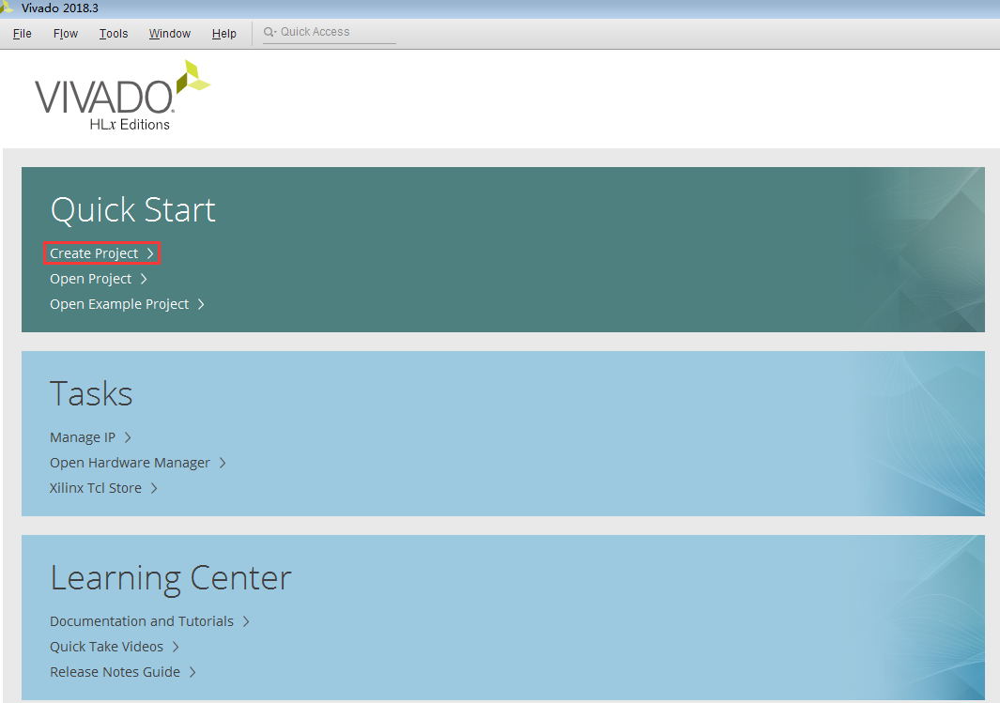 Vivado 2018.3
File Flow Tools Window Help Quick Access
VIVADO.
HLx Editions
Quick Start
Create Project >
Open Project >
Open Example Project >
Tasks
Manage IP >
Open Hardware Manager >
Xilinx Tcl Store >
Learning Center
Documentation and Tutorials >
Quick Take Videos >
Release Notes Guide >